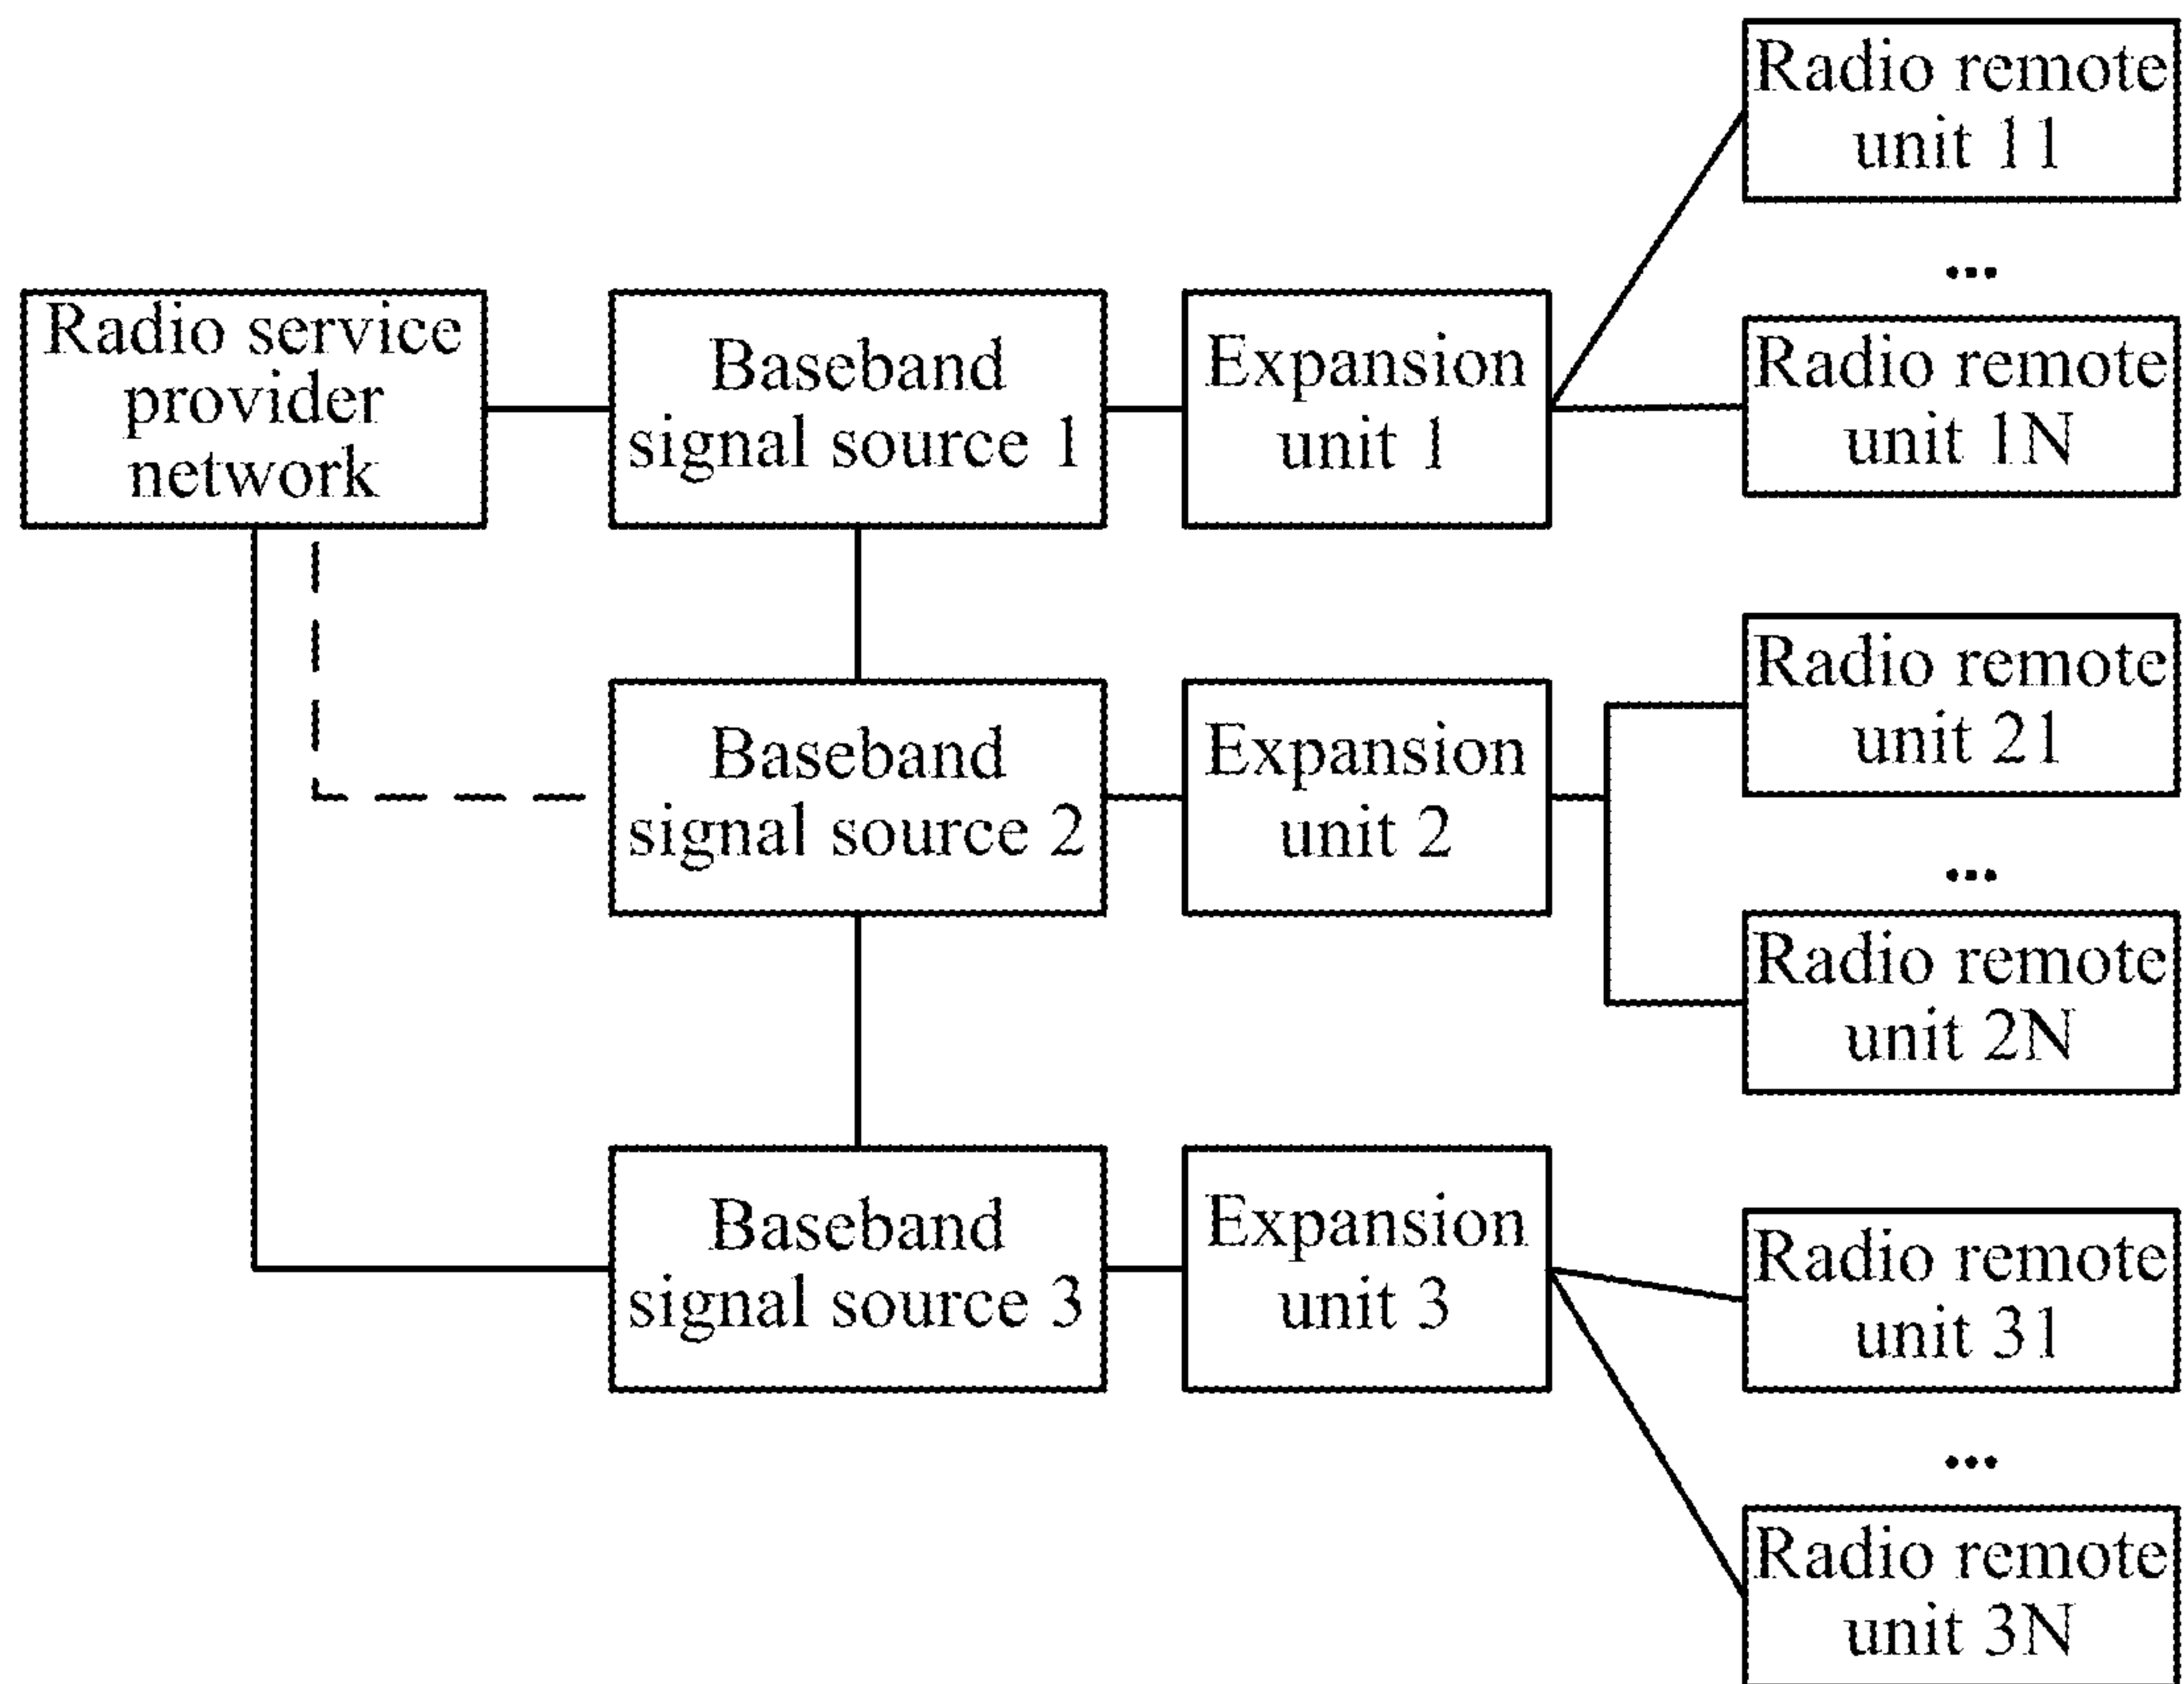 Radio service
provider
network
Baseband
signal source 1
Expansion
unit 1
Radio remote
unit 11
...
Radio remote
unit 1N
Baseband
signal source 2
Expansion
unit 2
Radio remote
unit 21
...
Radio remote
unit 2N
Baseband
signal source 3
Expansion
unit 3
Radio remote
unit 31
...
Radio remote
unit 3N